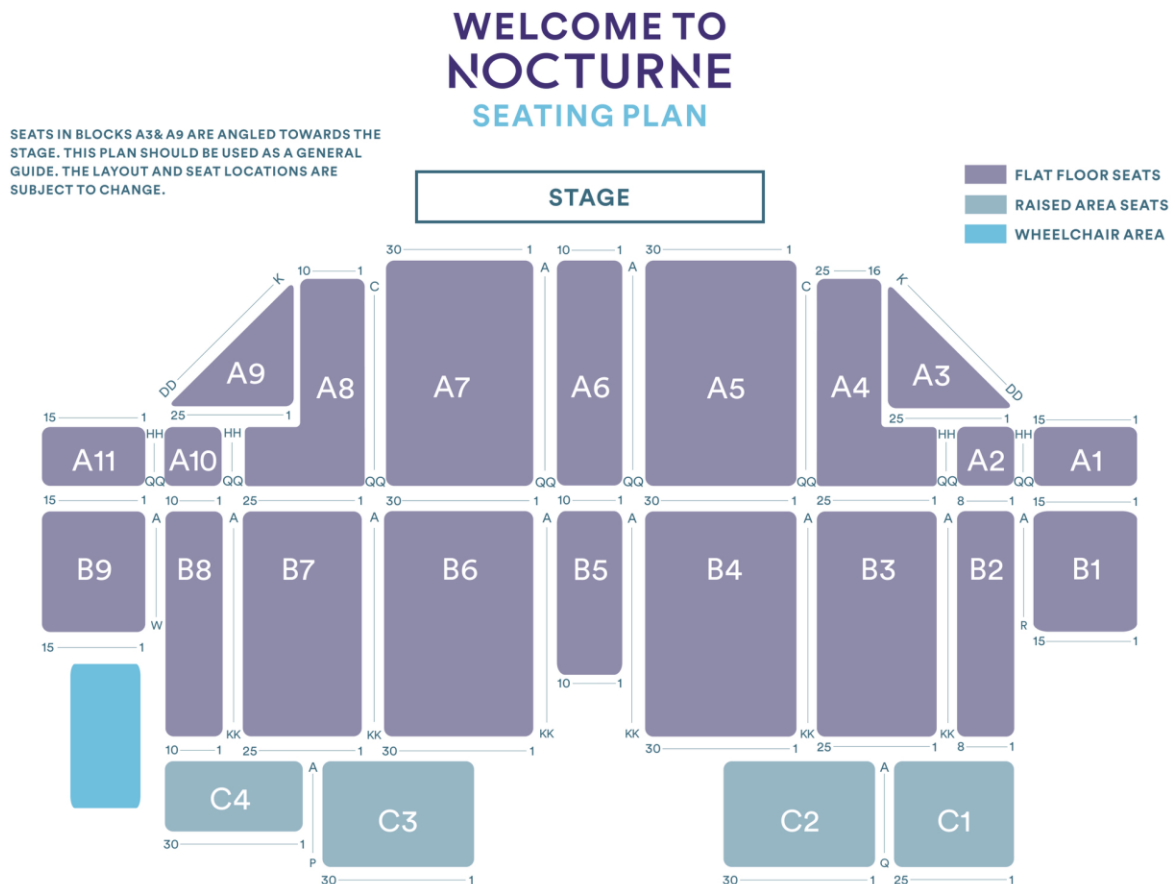 WELCOME TO
NOCTURNE
SEATING PLAN
SEATS IN BLOCKS A3& A9 ARE ANGLED TOWARDS THE
STAGE. THIS PLAN SHOULD BE USED AS A GENERAL
GUIDE. THE LAYOUT AND SEAT LOCATIONS ARE
SUBJECT TO CHANGE.
STAGE
FLAT FLOOR SEATS
RAISED AREA SEATS
WHEELCHAIR AREA
30 1 10 1 30 1
10 1 25 16
K C A A C K
A9 A8 A7 A6 A5 A4 A3
DD DD
25 1 25 1
15 1 HH HH HH HH 15 1
A11 A10 A2 A1
QQ QQ QQ QQ QQ QQ QQ QQ
15 1 10 1 25 1 30 1 10 1 30 1 25 1 8 1 15 1
A A A A A A A A
B9 B8 B7 B6 B5 B4 B3 B2 B1
W R
15 1 15 1
10 1
KK KK KK KK KK KK
10 1 25 1 30 1 30 1 25 1 8 1
A A
C4 C3 C2 C1
30 1
P Q
30 1 30 1 25 1